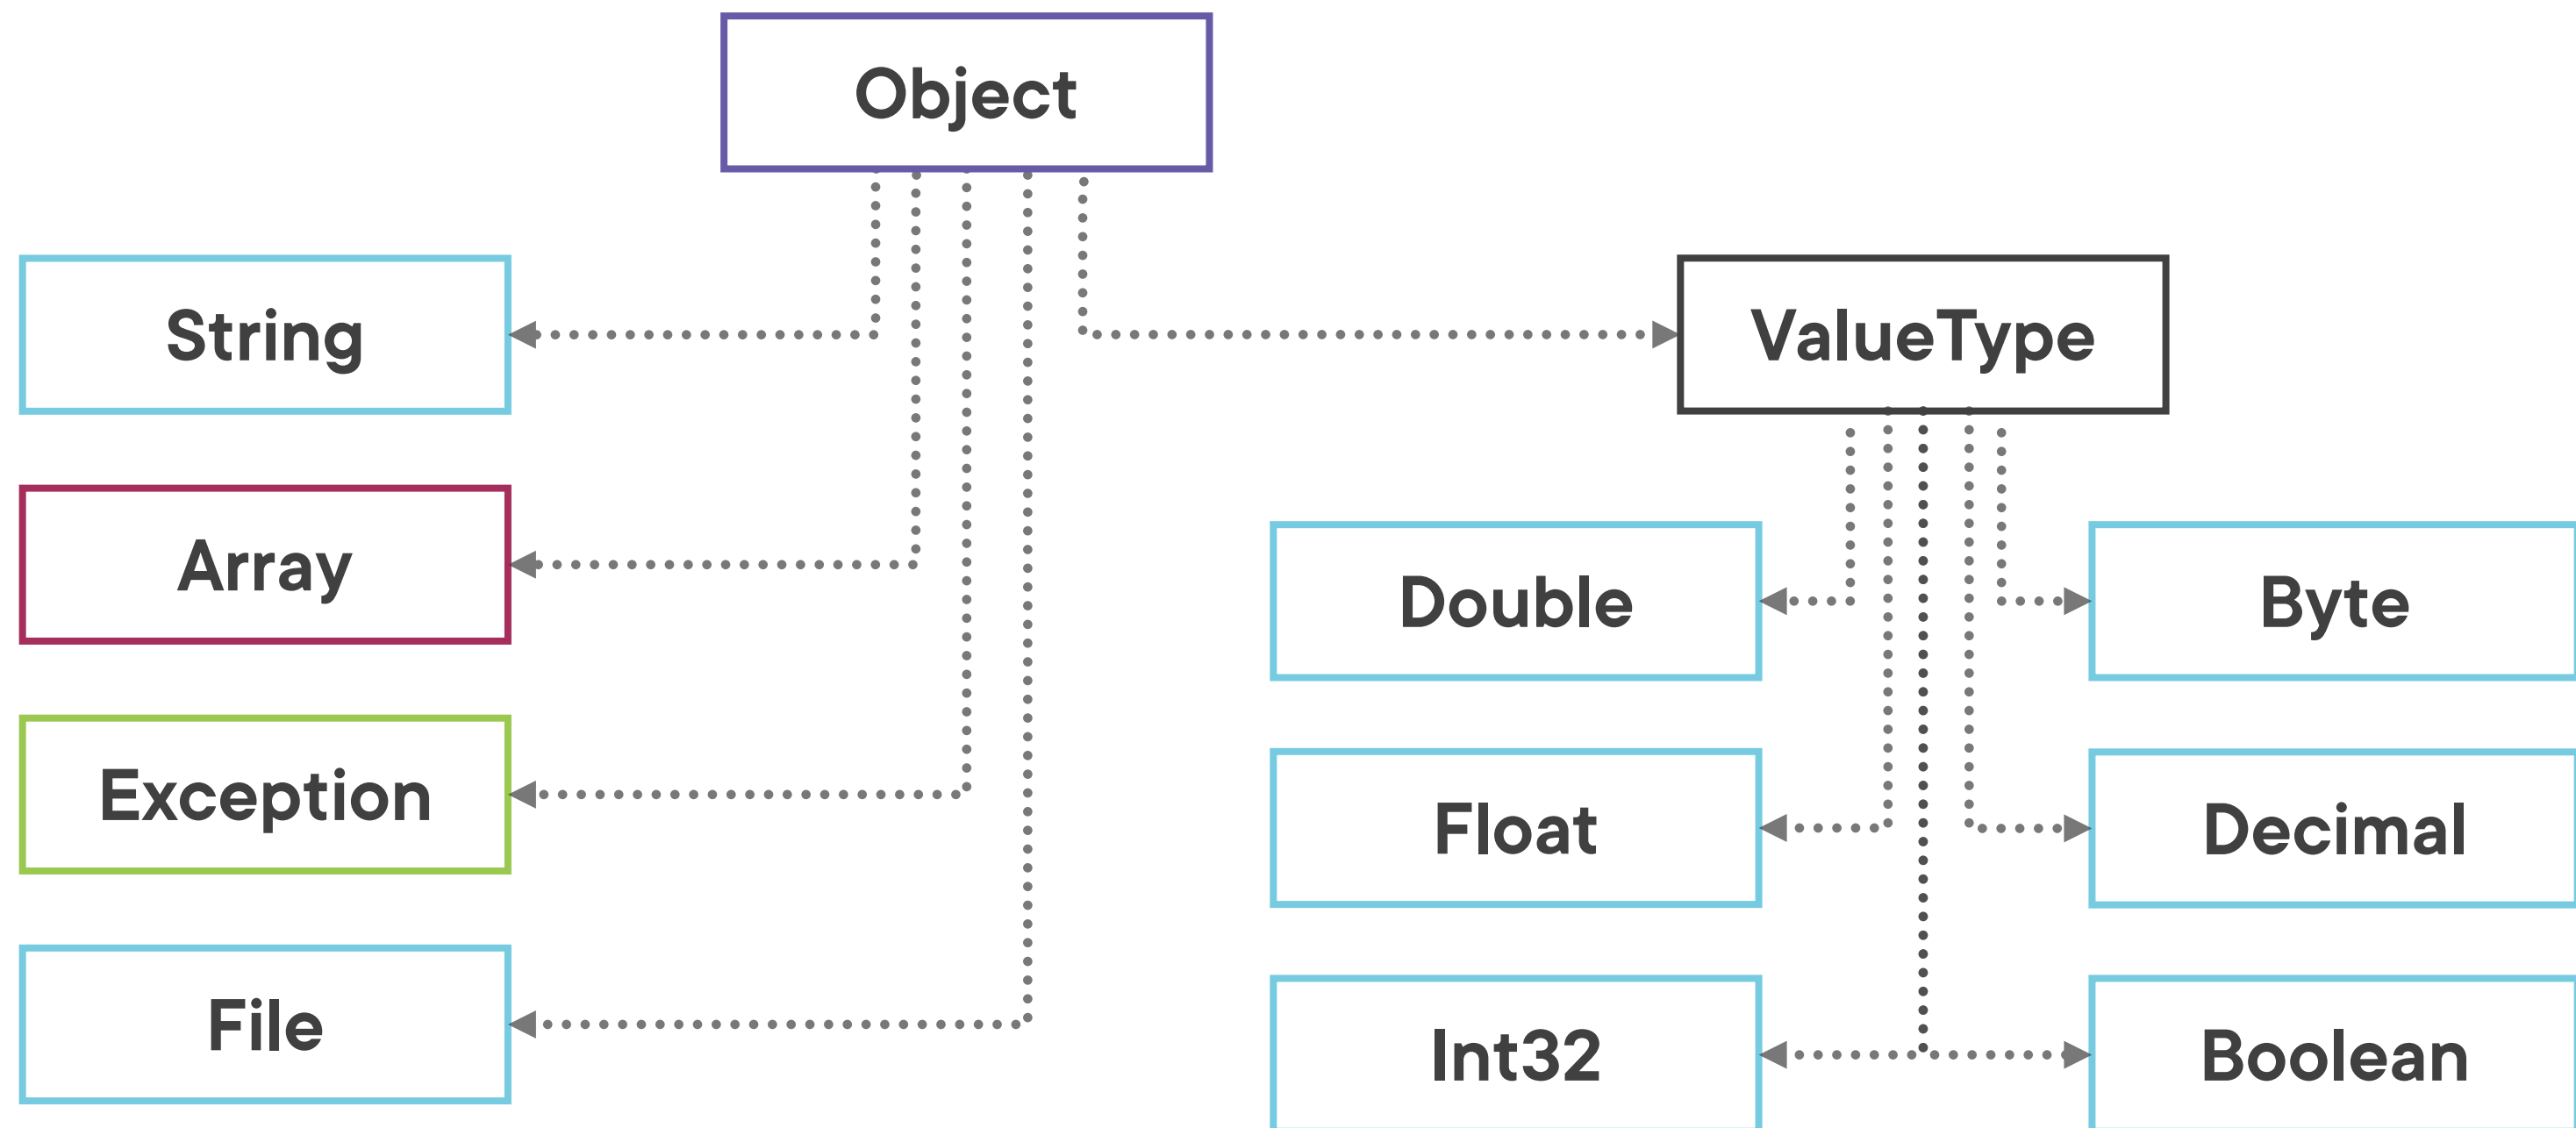 Object
String
ValueType
Array
Double
Byte
Exception
Float
Decimal
File
Int32
Boolean